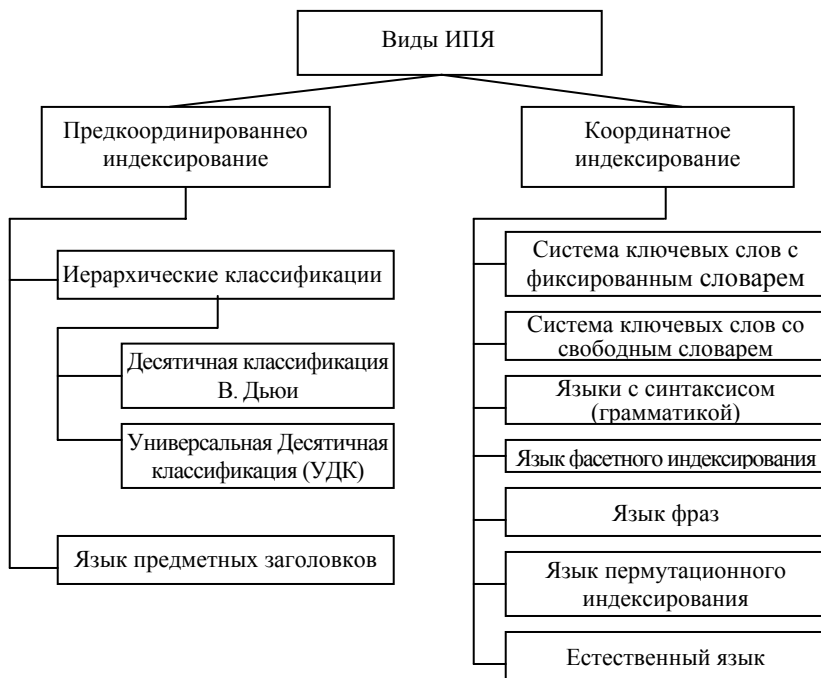 Виды ИПЯ
Предкоординированнео
индексирование
Иерархические классификации
Десятичная классификация
В. Дьюи
Универсальная Десятичная
классификация (УДК)
Язык предметных заголовков
Координатное
индексирование
Система ключевых слов с
фиксированным словарем
Система ключевых слов со
свободным словарем
Языки с синтаксисом
(грамматикой)
Язык фасетного индексирования
Язык фраз
Язык пермутационного
индексирования
Естественный язык